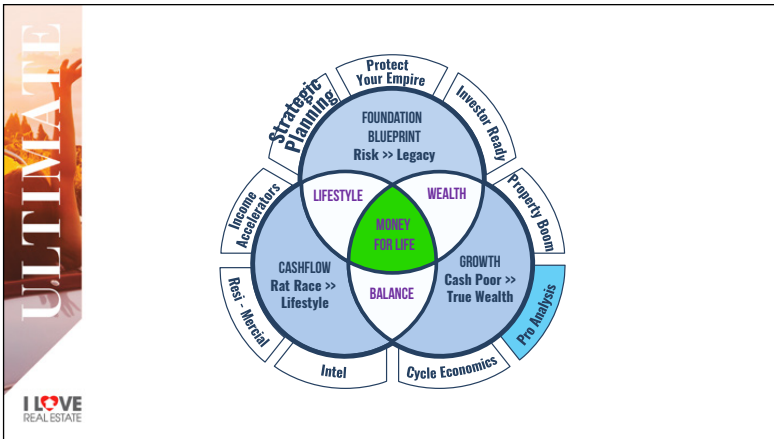 ULTIMATE
Protect
Your Empire
Strategic
Planning
Investor Ready
FOUNDATION
BLUEPRINT
Risk >> Legacy
LIFESTYLE
WEALTH
Income
Accelerators
Property Boom
MONEY
FOR LIFE
CASHFLOW
Rat Race >>
Lifestyle
GROWTH
Cash Poor >>
True Wealth
BALANCE
Resi - Mercial
Pro Analysis
Intel
Cycle Economics
I LOVE
REAL ESTATE